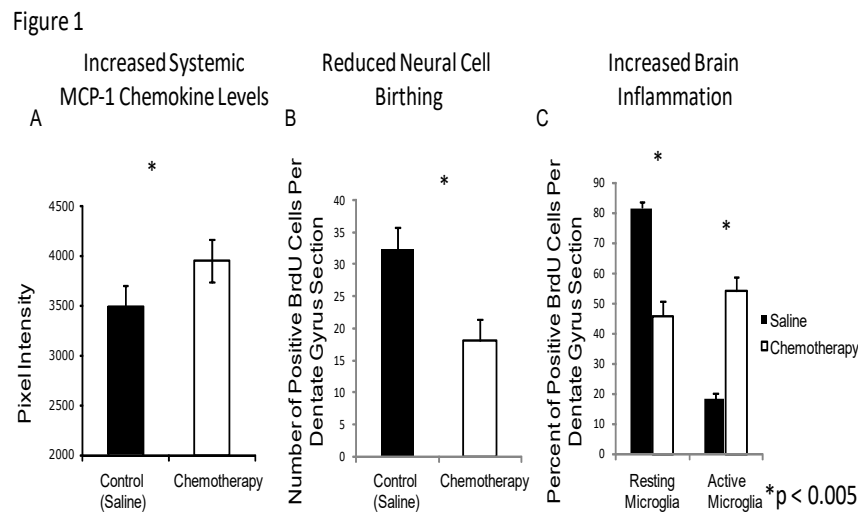 Figure 1
Increased Systemic
MCP-1 Chemokine Levels
A
*
Pixel Intensity
4500
4000
3500
3000
2500
2000
Control
(Saline)
Chemotherapy
Reduced Neural Cell
Birthing
B
*
Number of Positive BrdU Cells Per
Dentate Gyrus Section
35
30
25
20
15
10
5
0
Control
(Saline)
Chemotherapy
Increased Brain
Inflammation
C
*
*
Percent of Positive BrdU Cells Per
Dentate Gyrus Section
90
80
70
60
50
40
30
20
10
0
Resting
Microglia
Active
Microglia
Saline
Chemotherapy
*p < 0.005